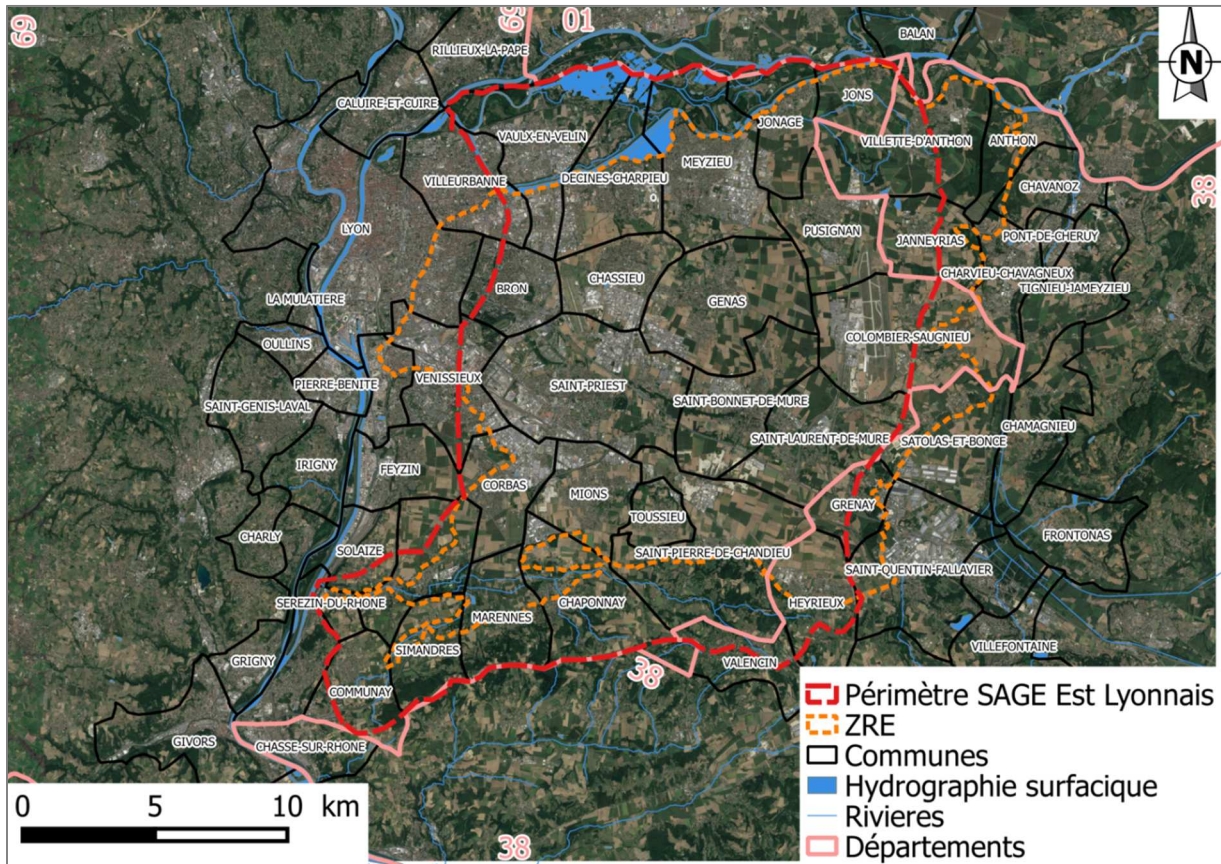 69
69
01
BALAN
N
RILLIEUX-LA-PAPE
CALUIRE-ET-CUIRE
JONS
VAULX-EN-VELIN
JONAGE
VILLETTE-D'ANTHON
ANTHON
MEYZIEU
VILLEURBANNE
DECINES-CHARPIEU
CHAVANOZ
38
LYON
PUSIGNAN
JANNEYRIAS
PONT-DE-CHERUY
CHASSIEU
CHARVIEU-CHAVAGNEUX
BRON
TIGNIEU-JAMEYZIEU
LA MULATIERE
GENAS
COLOMBIER-SAUGNIEU
OULLINS
PIERRE-BENITE
VENISSIEUX
SAINT-PRIEST
SAINT-GENIS-LAVAL
SAINT-BONNET-DE-MURE
CHAMAGNIEU
SAINT-LAURENT-DE-MURE
SATOLAS-ET-BONCE
IRIGNY
FEYZIN
CORBAS
MIONS
GRENAY
TOUSSIEU
CHARLY
FRONTONAS
SOLAIZE
SAINT-PIERRE-DE-CHANDIEU
SAINT-QUENTIN-FALLAVIER
SEREZIN-DU-RHONE
CHAPONNAY
HEYRIEUX
MARENNES
SIMANDRES
VILLEFONTAINE
GRIGNY
VALENCIN
38
COMMUNAY
GIVORS
CHASSE-SUR-RHONE
Périmètre SAGE Est Lyonnais
ZRE
Communes
Hydrographie surfacique
Rivieres
Départements
0 5 10 km
38